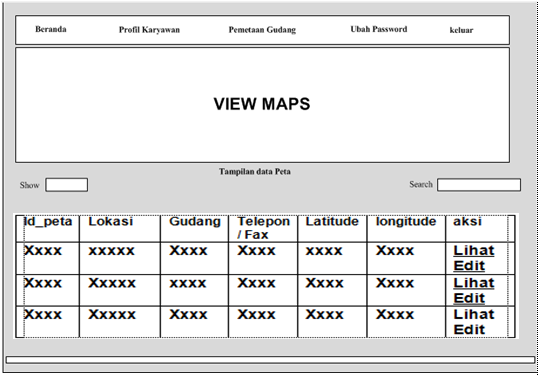 Beranda Profil Karyawan Pemetaan Gudang Ubah Password keluar
VIEW MAPS
Tampilan data Peta
Show Search
Id_peta Lokasi Gudang Telepon / Fax Latitude longitude aksi
Xxxx xxxxx Xxxx Xxxx xxxx Xxxx Lihat Edit
Xxxx Xxxxx xxxx Xxxx Xxxx Xxxx Lihat Edit
Xxxx Xxxxx Xxxx Xxxx Xxxx Xxxx Lihat Edit